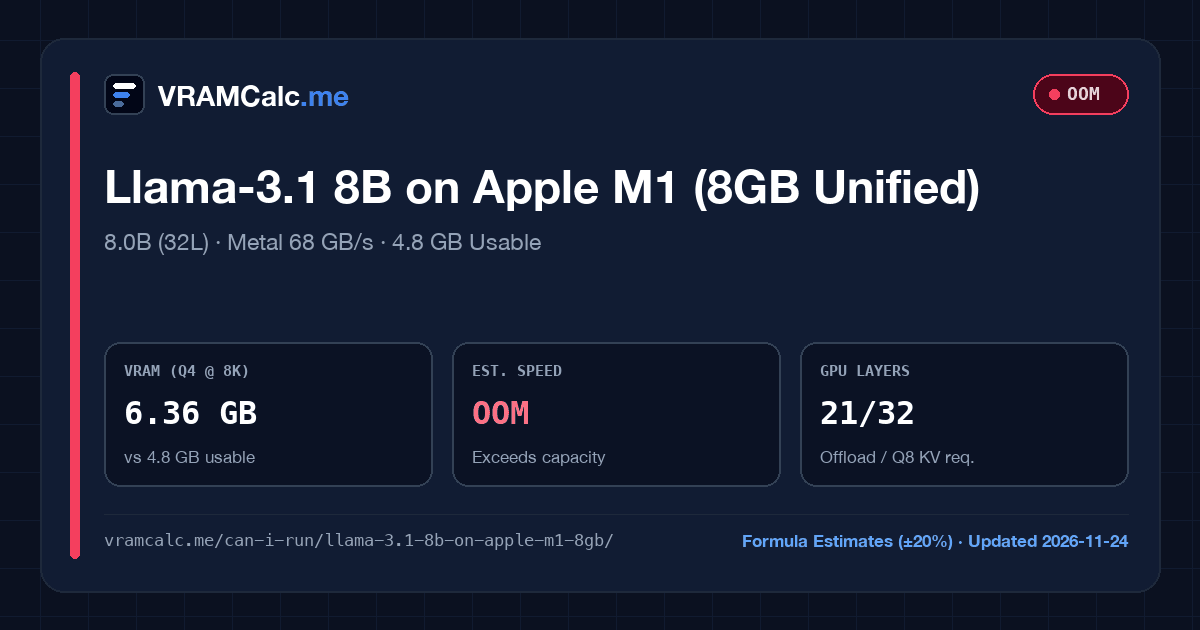 VRAMCalc.me
OOM
Llama-3.1 8B on Apple M1 (8GB Unified)
8.0B (32L) · Metal 68 GB/s · 4.8 GB Usable
VRAM (Q4 @ 8K)
6.36 GB
vs 4.8 GB usable
EST. SPEED
OOM
Exceeds capacity
GPU LAYERS
21/32
Offload / Q8 KV req.
vramcalc.me/can-i-run/llama-3.1-8b-on-apple-m1-8gb/
Formula Estimates (±20%) · Updated 2026-11-24